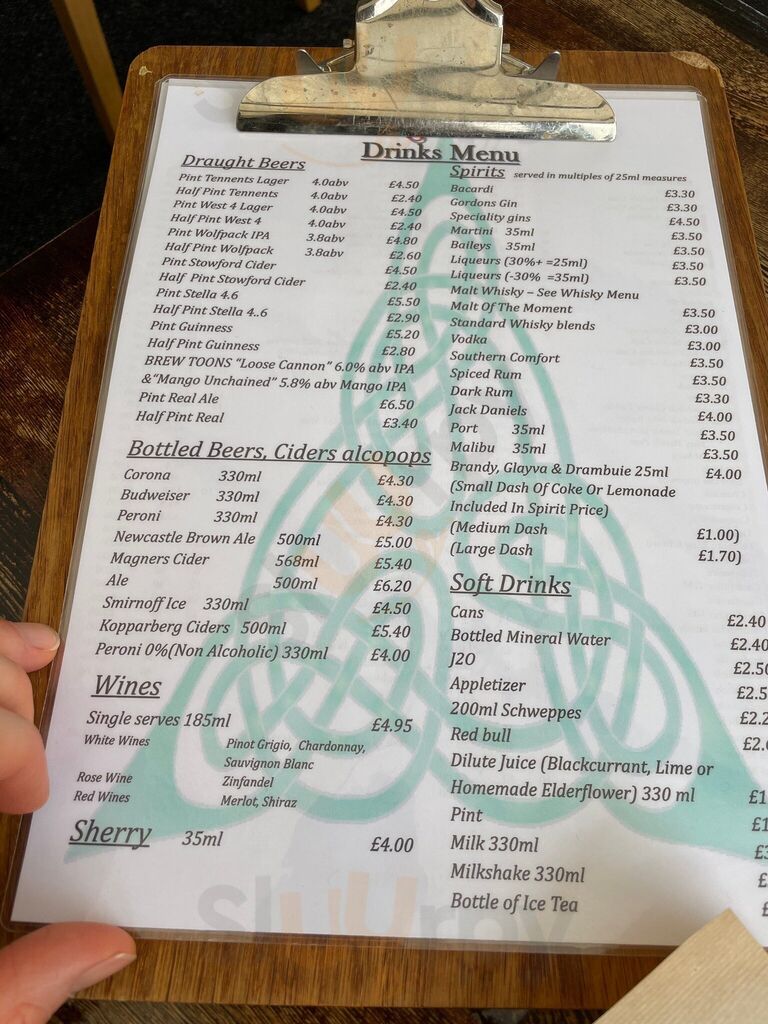 Drinks Menu
Draught Beers
Pint Tennents Lager 4.0abv £4.50
Half Pint Tennents 4.0abv £2.40
Pint West 4 Lager 4.0abv £4.50
Half Pint West 4 4.0abv £2.40
Pint Wolfpack IPA 3.8abv £4.80
Half Pint Wolfpack 3.8abv £2.60
Pint Stowford Cider £4.50
Half Pint Stowford Cider £2.40
Pint Stella 4.6 £5.50
Half Pint Stella 4..6 £2.90
Pint Guinness £5.20
Half Pint Guinness £2.80
BREW TOONS “Loose Cannon” 6.0% abv IPA
&“Mango Unchained” 5.8% abv Mango IPA
Pint Real Ale £6.50
Half Pint Real £3.40
Bottled Beers, Ciders alcopops
Corona 330ml £4.30
Budweiser 330ml £4.30
Peroni 330ml £4.30
Newcastle Brown Ale 500ml £5.00
Magners Cider 568ml £5.40
Ale 500ml £6.20
Smirnoff Ice 330ml £4.50
Kopparberg Ciders 500ml £5.40
Peroni 0%(Non Alcoholic) 330ml £4.00
Wines
Single serves 185ml £4.95
White Wines Pinot Grigio, Chardonnay,
Sauvignon Blanc
Rose Wine Zinfandel
Red Wines Merlot, Shiraz
Sherry 35ml £4.00
Spirits served in multiples of 25ml measures
Bacardi £3.30
Gordons Gin £3.30
Speciality gins £4.50
Martini 35ml £3.50
Baileys 35ml £3.50
Liqueurs (30%+ =25ml) £3.50
Liqueurs (-30% =35ml) £3.50
Malt Whisky – See Whisky Menu
Malt Of The Moment £3.50
Standard Whisky blends £3.00
Vodka £3.00
Southern Comfort £3.50
Spiced Rum £3.50
Dark Rum £3.30
Jack Daniels £4.00
Port 35ml £3.50
Malibu 35ml £3.50
Brandy, Glayva & Drambuie 25ml £4.00
(Small Dash Of Coke Or Lemonade
Included In Spirit Price)
(Medium Dash £1.00)
(Large Dash £1.70)
Soft Drinks
Cans £2.40
Bottled Mineral Water £2.40
J2O £2.50
Appletizer £2.5
200ml Schweppes £2.2
Red bull £2.
Dilute Juice (Blackcurrant, Lime or
Homemade Elderflower) 330 ml £1
Pint £1
Milk 330ml
Milkshake 330ml £
Bottle of Ice Tea £
Sluurpy